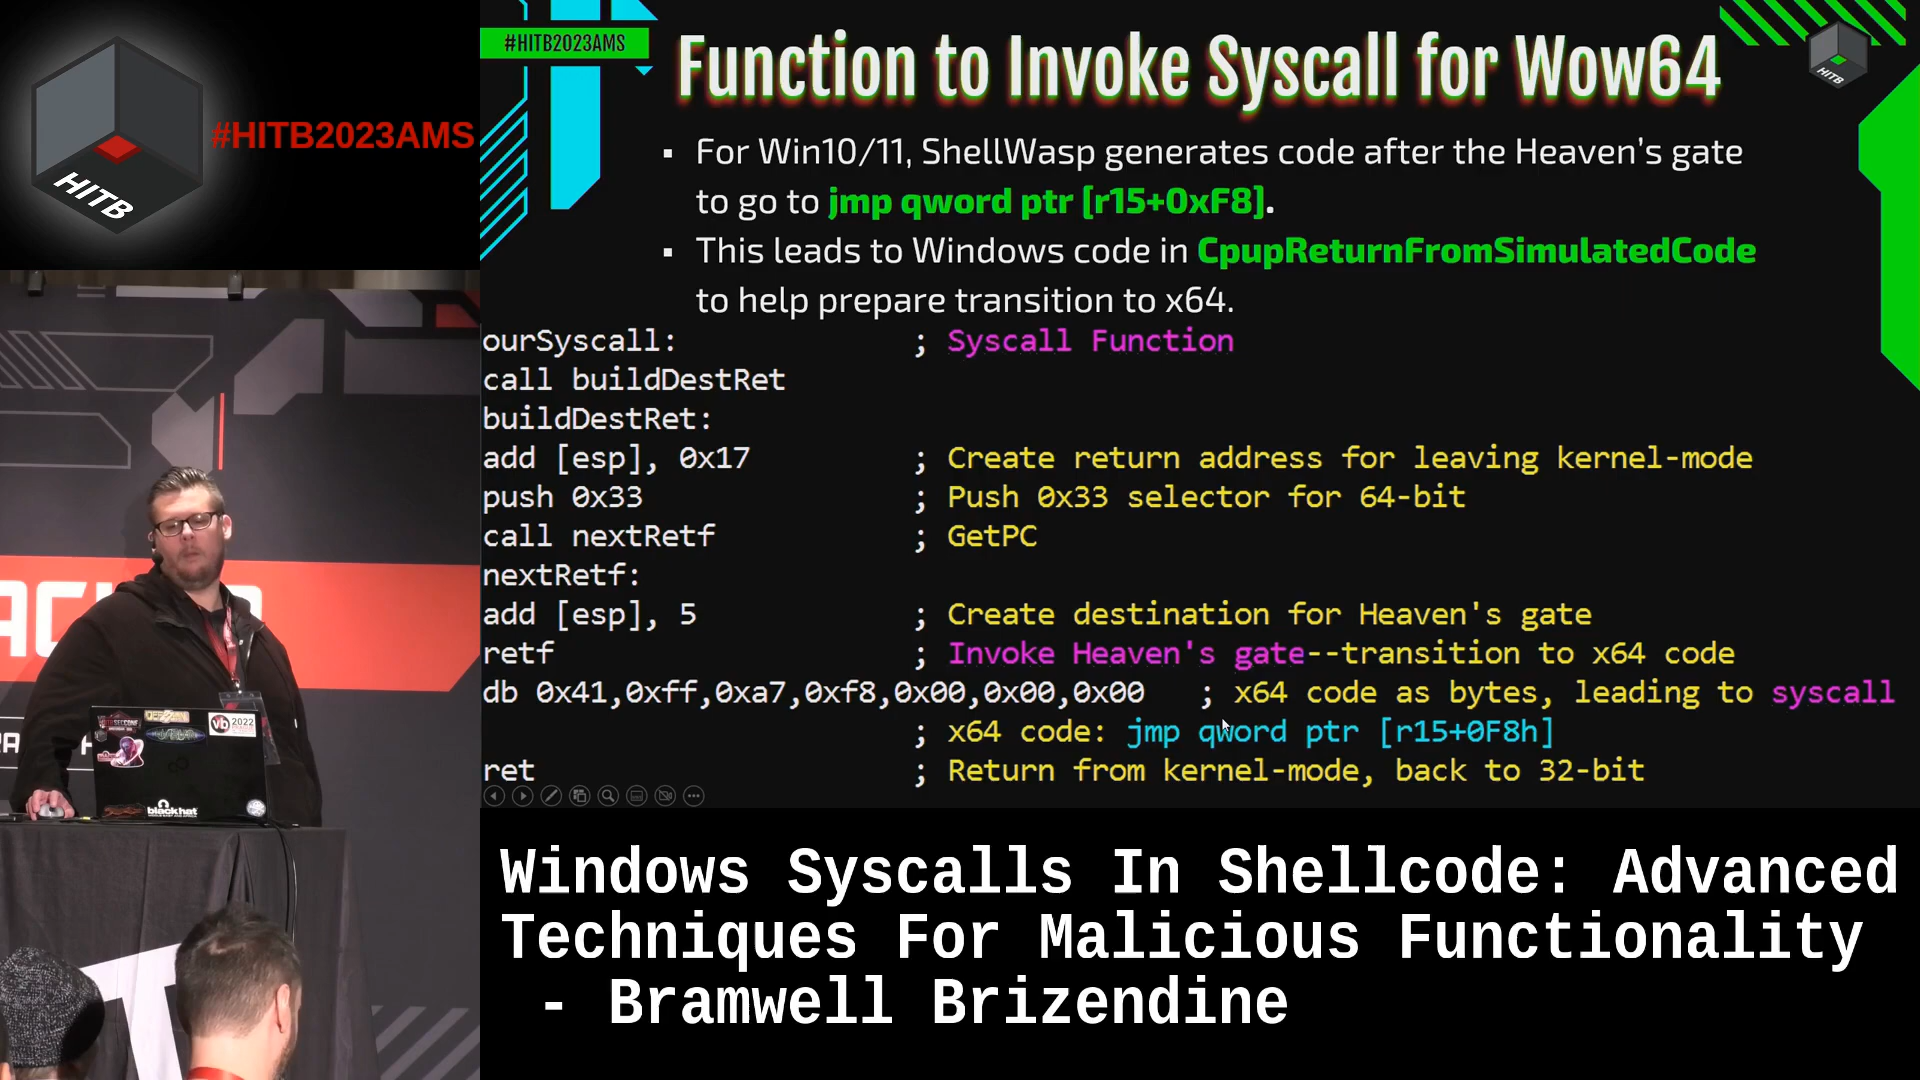 #HITB2023AMS
HITB
#HITB2023AMS
Function to Invoke Syscall for Wow64
HITB
▪ For Win10/11, ShellWasp generates code after the Heaven’s gate
to go to jmp qword ptr [r15+0xF8].
▪ This leads to Windows code in CpupReturnFromSimulatedCode
to help prepare transition to x64.
ourSyscall: ; Syscall Function
call buildDestRet
buildDestRet:
add [esp], 0x17 ; Create return address for leaving kernel-mode
push 0x33 ; Push 0x33 selector for 64-bit
call nextRetf ; GetPC
nextRetf:
add [esp], 5 ; Create destination for Heaven's gate
retf ; Invoke Heaven's gate--transition to x64 code
db 0x41,0xff,0xa7,0xf8,0x00,0x00,0x00 ; x64 code as bytes, leading to syscall
; x64 code: jmp qword ptr [r15+0F8h]
ret ; Return from kernel-mode, back to 32-bit
vb 2022
black hat
Windows Syscalls In Shellcode: Advanced
Techniques For Malicious Functionality
- Bramwell Brizendine